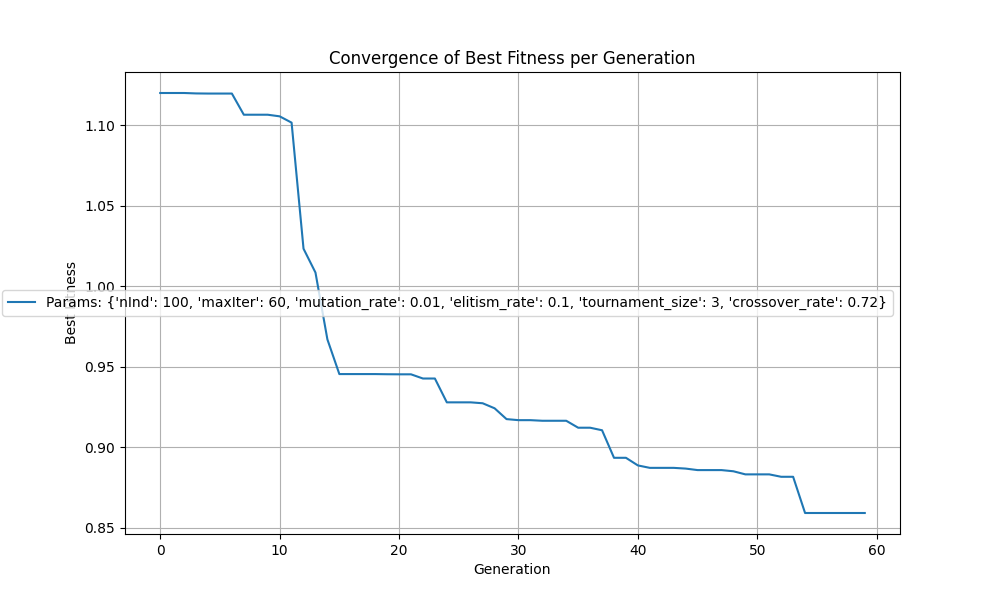 Convergence of Best Fitness per Generation
1.10
1.05
1.00
Params: {'nInd': 100, 'maxIter': 60, 'mutation_rate': 0.01, 'elitism_rate': 0.1, 'tournament_size': 3, 'crossover_rate': 0.72}
Best Fitness
0.95
0.90
0.85
0 10 20 30 40 50 60
Generation